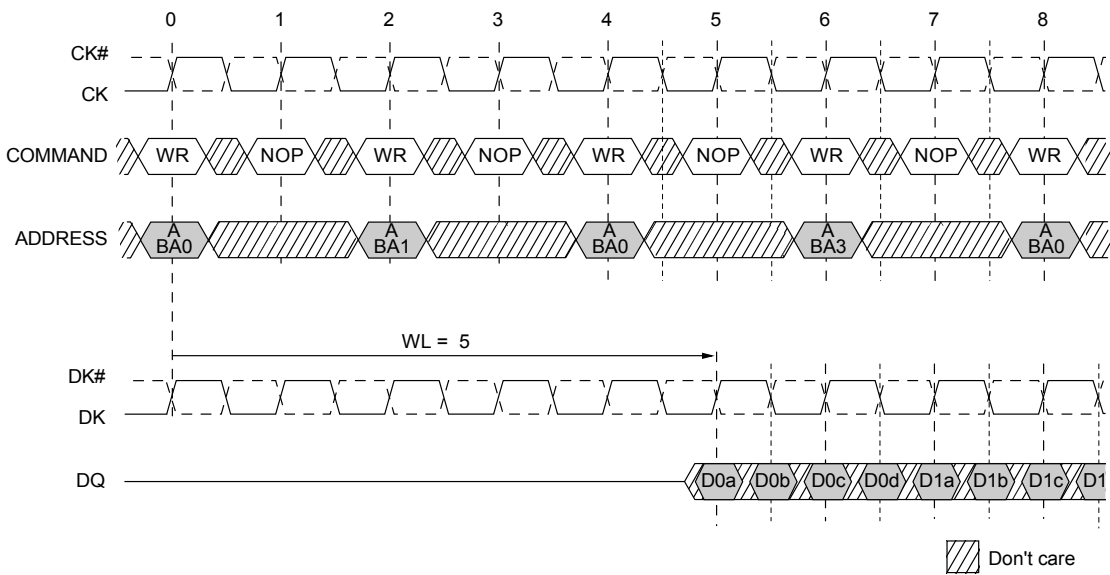 0 1 2 3 4 5 6 7 8
CK#
CK
COMMAND WR NOP WR NOP WR NOP WR NOP WR
ADDRESS A BA0 A BA1 A BA0 A BA3 A BA0
WL = 5
DK#
DK
DQ D0a D0b D0c D0d D1a D1b D1c D1
Don't care